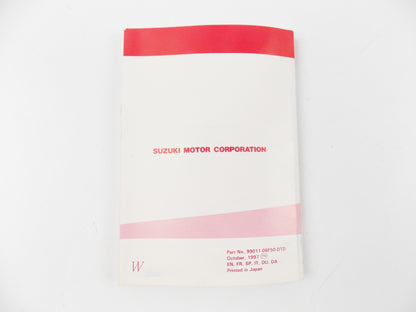 SUZUKI MOTOR CORPORATION
Part No. 99011-06F50-01D
October, 1997
EN, FR, SP, IT, DU, DA
Printed in Japan
W